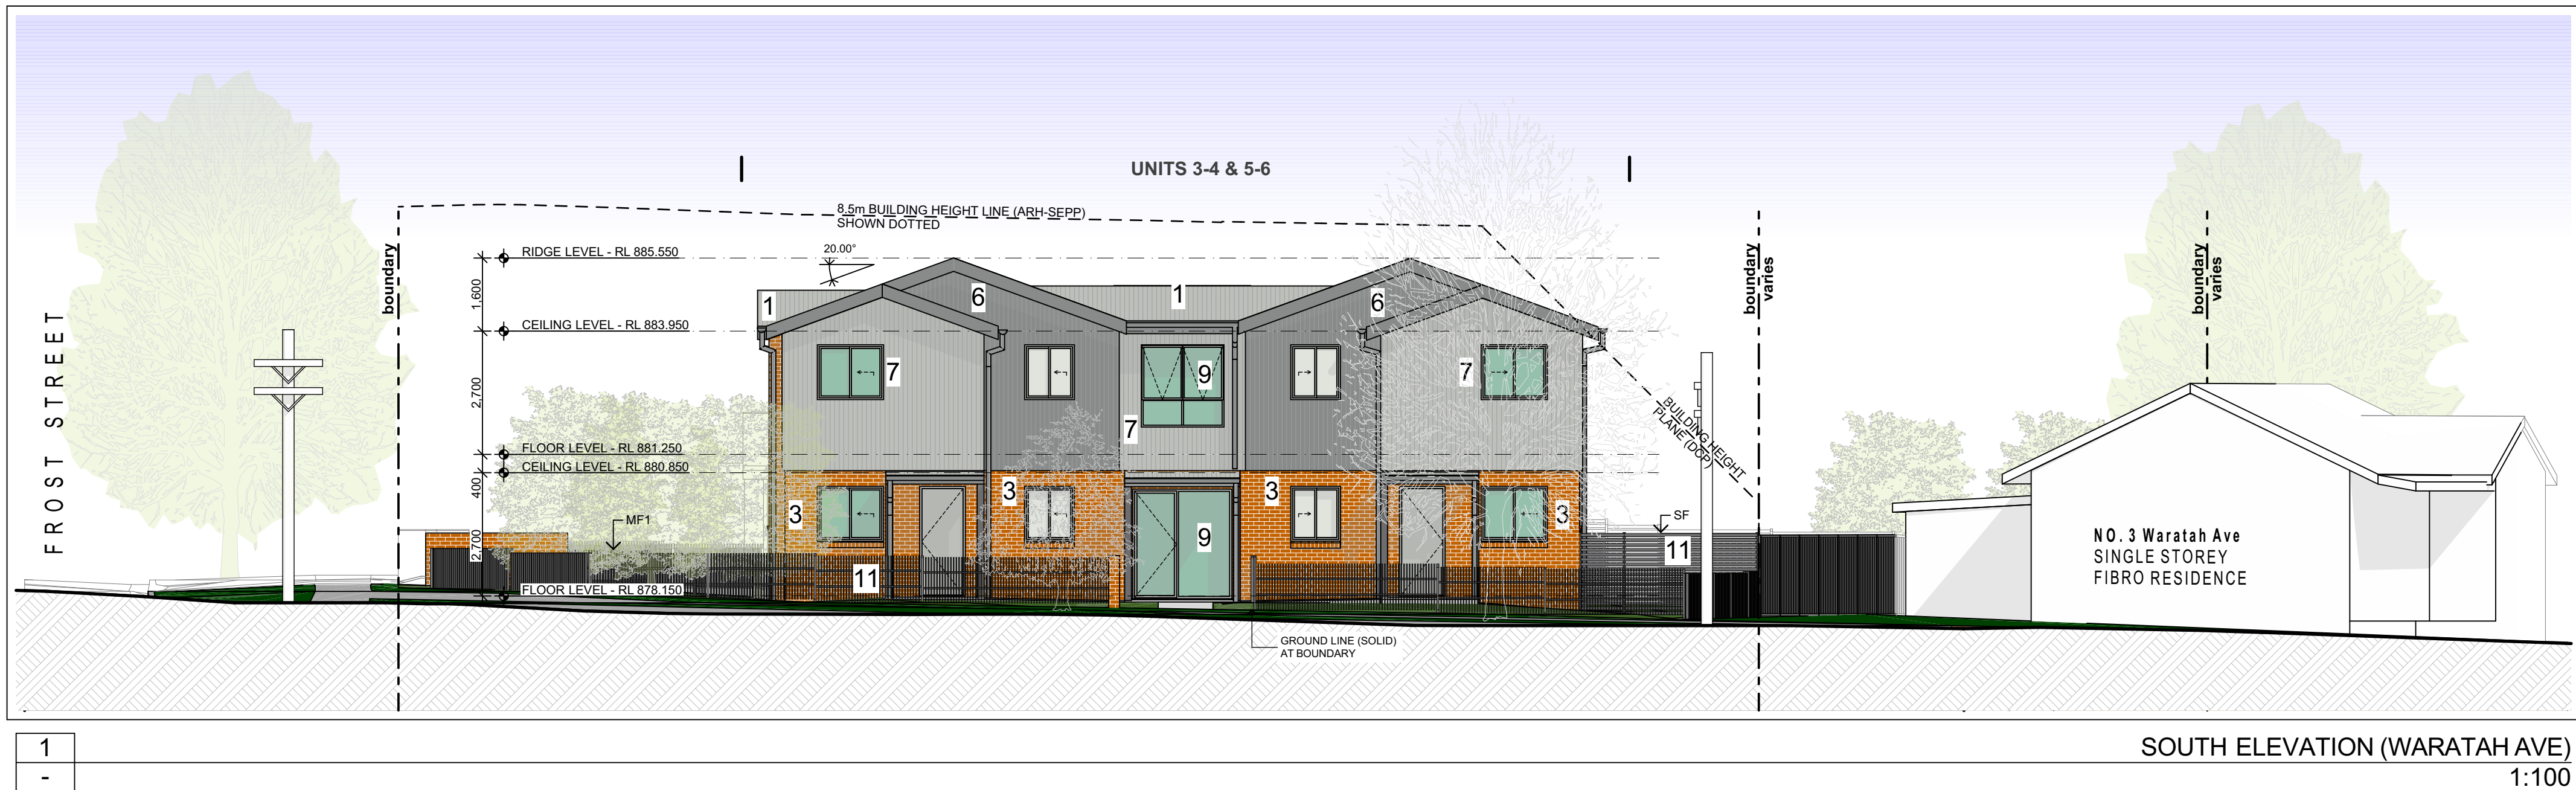 UNITS 3-4 & 5-6
8.5m BUILDING HEIGHT LINE (ARH-SEPP)
SHOWN DOTTED
20.00°
RIDGE LEVEL - RL 885.550
CEILING LEVEL - RL 883.950
FLOOR LEVEL - RL 881.250
CEILING LEVEL - RL 880.850
FLOOR LEVEL - RL 878.150
1,600
2,700
400
2,700
FROST STREET
boundary
boundary
varies
boundary
varies
BUILDING HEIGHT
PLANE (DCP)
1
6
1
6
7
9
7
7
3
3
3
3
9
11
11
MF1
SF
GROUND LINE (SOLID)
AT BOUNDARY
NO. 3 Waratah Ave
SINGLE STOREY
FIBRO RESIDENCE
1
-
SOUTH ELEVATION (WARATAH AVE)
1:100